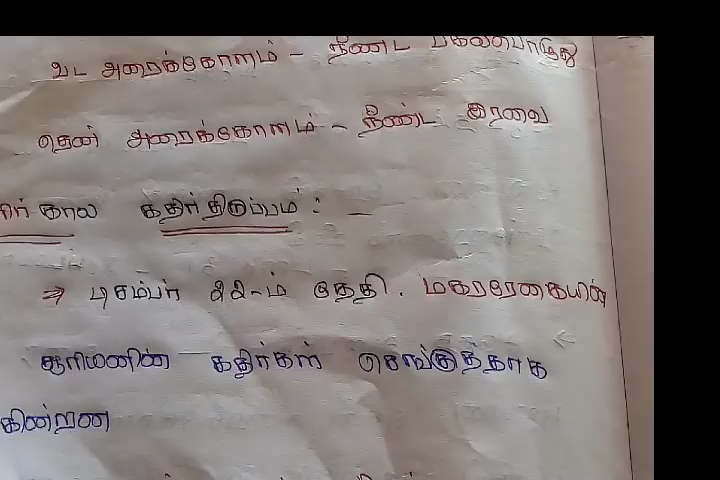 வட அரைக்கோளம் - நீண்ட பகல்பொழுது
தென் அரைக்கோளம் - நீண்ட இரவு
கால கதிர்திருப்பம் : -
⇒ டிசம்பர் 22-ம் தேதி. மகரரேகையின்
சூரியனின் கதிர்கள் செங்குத்தாக
கின்றன